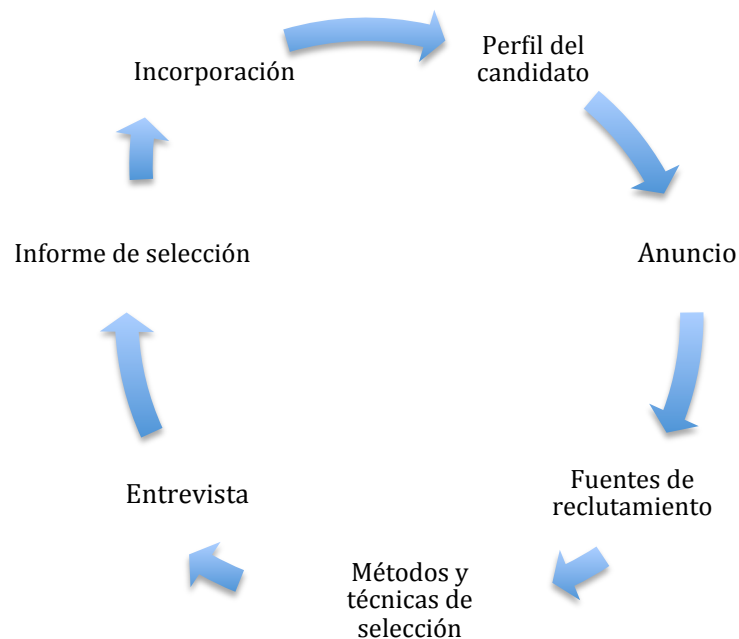 Perfil del
candidato
Anuncio
Fuentes de
reclutamiento
Métodos y
técnicas de
selección
Entrevista
Informe de selección
Incorporación